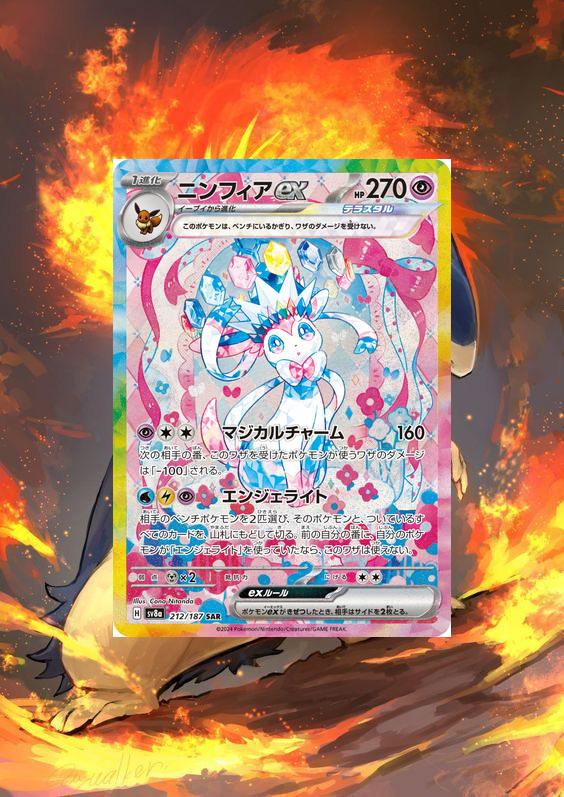 1進化
ニンフィアex
HP270
イーブイから進化
テラスタル
このポケモンは、ベンチにいるかぎり、ワザのダメージを受けない。
マジカルチャーム 160
次の相手の番、このワザを受けたポケモンが使うワザのダメージ
は「-100」される。
エンジェライト
相手のベンチポケモンを2匹選び、そのポケモンと、ついているす
べてのカードを、山札にもどして切る。前の自分の番に、自分のポケ
モンが「エンジェライト」を使っていたなら、このワザは使えない。
弱点 ×2 抵抗力 にげる
exルール
ポケモンexがきぜつしたとき、相手はサイドを2枚とる。
Illus. Cona Nitanda
H sv8a 212/187 SAR
©2024 Pokémon/Nintendo/Creatures/GAME FREAK.